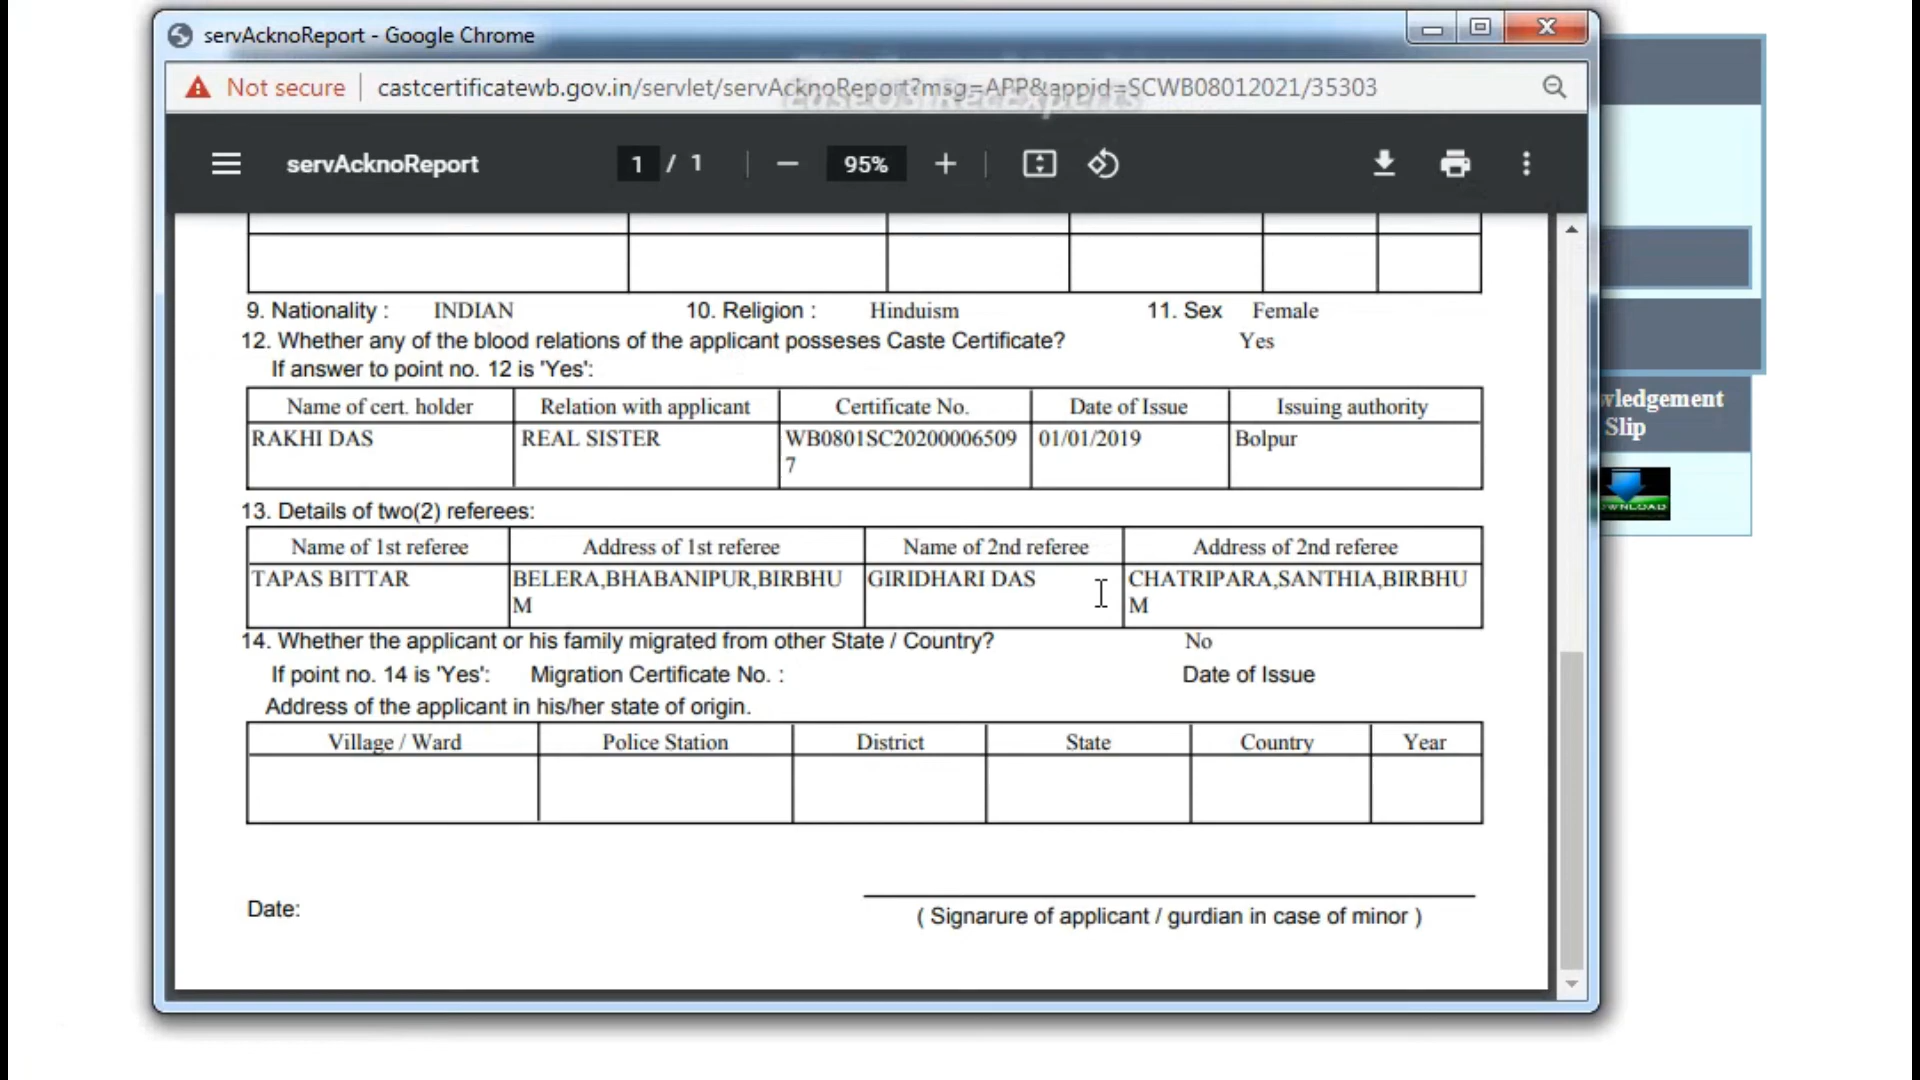 servAcknoReport - Google Chrome
Not secure castcertificatewb.gov.in/servlet/servAcknoReport?msg=APP&appid=SCWB08012021/35303
servAcknoReport 1 / 1 95%
9. Nationality : INDIAN 10. Religion : Hinduism 11. Sex Female
12. Whether any of the blood relations of the applicant posseses Caste Certificate? Yes
If answer to point no. 12 is 'Yes':
Name of cert. holder Relation with applicant Certificate No. Date of Issue Issuing authority
RAKHI DAS REAL SISTER WB0801SC20200006509 01/01/2019 Bolpur
7
13. Details of two(2) referees:
Name of 1st referee Address of 1st referee Name of 2nd referee Address of 2nd referee
TAPAS BITTAR BELERA,BHABANIPUR,BIRBHU GIRIDHARI DAS CHATRIPARA,SANTHIA,BIRBHU
M M
14. Whether the applicant or his family migrated from other State / Country? No
If point no. 14 is 'Yes': Migration Certificate No. : Date of Issue
Address of the applicant in his/her state of origin.
Village / Ward Police Station District State Country Year
Date:
( Signarure of applicant / gurdian in case of minor )
wledgement
Slip
OWNLOAD